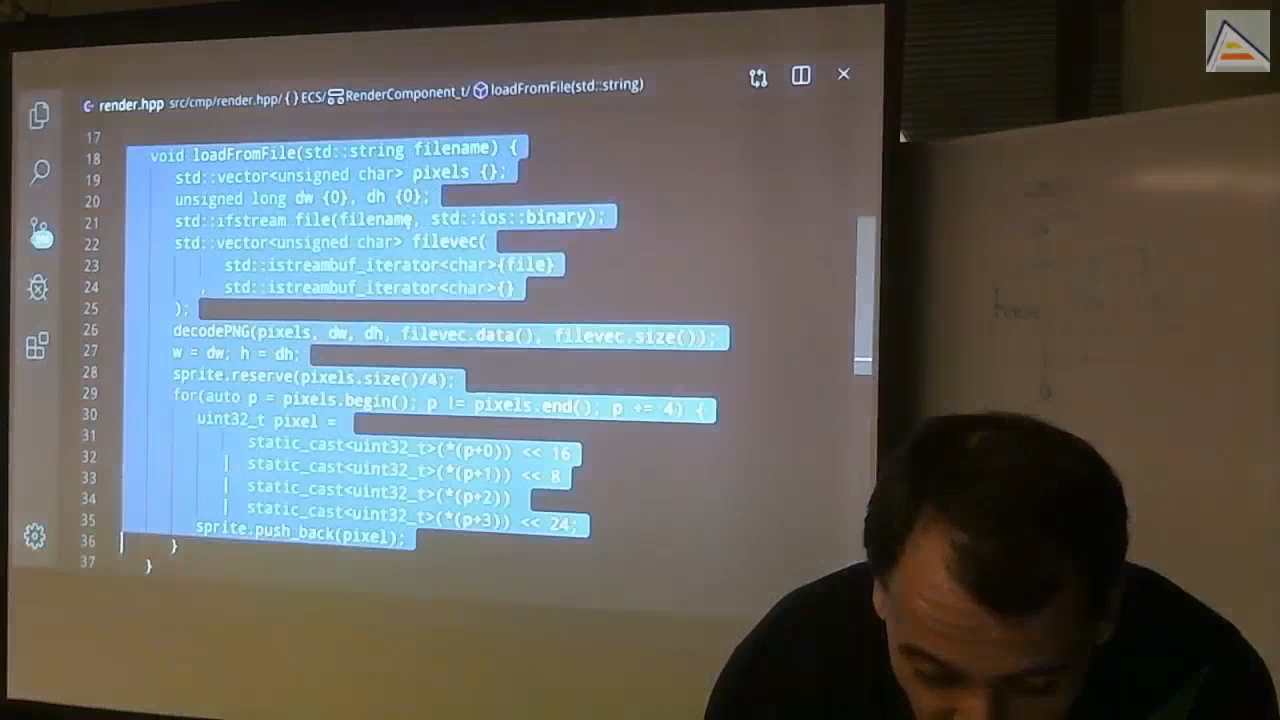 render.hpp src/cmp/render.hpp/ { } ECS/ RenderComponent_t/ loadFromFile(std::string)
17
18 void loadFromFile(std::string filename) {
19 std::vector<unsigned char> pixels {};
20 unsigned long dw {0}, dh {0};
21 std::ifstream file(filename, std::ios::binary);
22 std::vector<unsigned char> filevec(
23 std::istreambuf_iterator<char>{file}
24 , std::istreambuf_iterator<char>{}
25 );
26 decodePNG(pixels, dw, dh, filevec.data(), filevec.size());
27 w = dw; h = dh;
28 sprite.reserve(pixels.size()/4);
29 for(auto p = pixels.begin(); p != pixels.end(); p += 4) {
30 uint32_t pixel =
31 static_cast<uint32_t>(*(p+0)) << 16
32 | static_cast<uint32_t>(*(p+1)) << 8
33 | static_cast<uint32_t>(*(p+2))
34 | static_cast<uint32_t>(*(p+3)) << 24;
35 sprite.push_back(pixel);
36 }
37 }